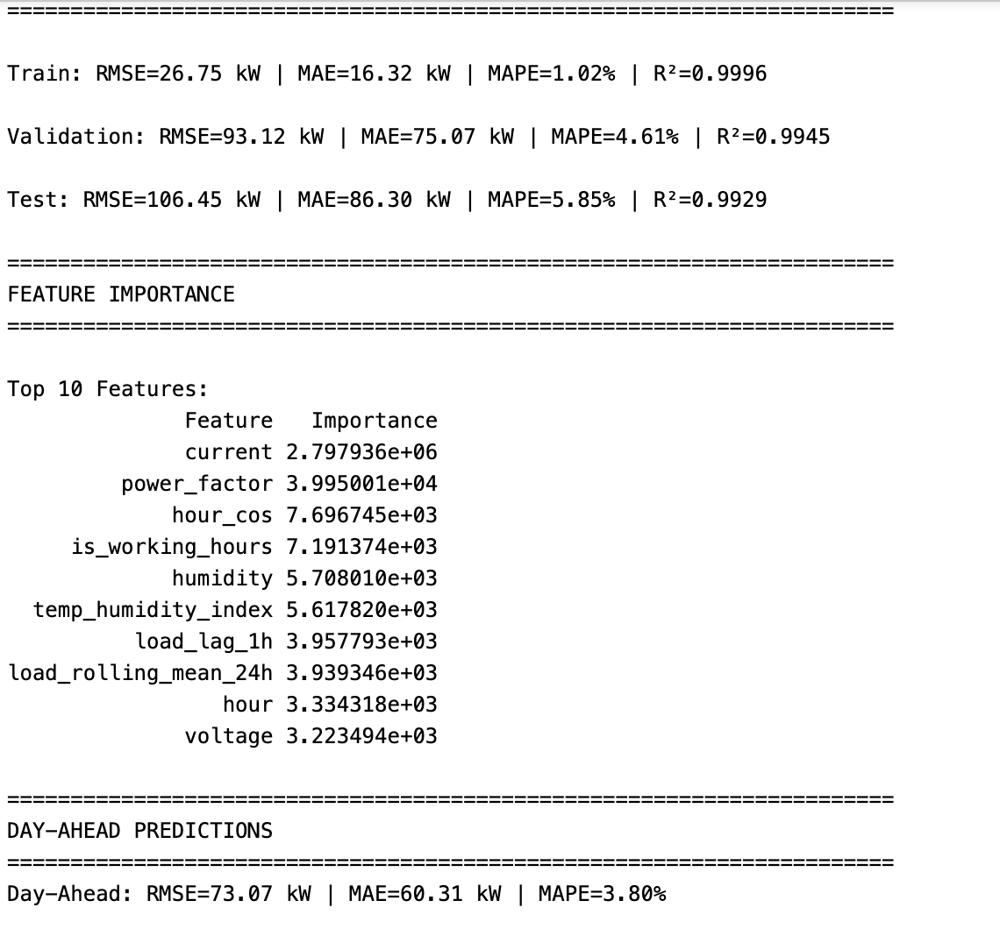 ======================================================================
Train: RMSE=26.75 kW | MAE=16.32 kW | MAPE=1.02% | R²=0.9996
Validation: RMSE=93.12 kW | MAE=75.07 kW | MAPE=4.61% | R²=0.9945
Test: RMSE=106.45 kW | MAE=86.30 kW | MAPE=5.85% | R²=0.9929
======================================================================
FEATURE IMPORTANCE
======================================================================
Top 10 Features:
Feature Importance
current 2.797936e+06
power_factor 3.995001e+04
hour_cos 7.696745e+03
is_working_hours 7.191374e+03
humidity 5.708010e+03
temp_humidity_index 5.617820e+03
load_lag_1h 3.957793e+03
load_rolling_mean_24h 3.939346e+03
hour 3.334318e+03
voltage 3.223494e+03
======================================================================
DAY-AHEAD PREDICTIONS
======================================================================
Day-Ahead: RMSE=73.07 kW | MAE=60.31 kW | MAPE=3.80%